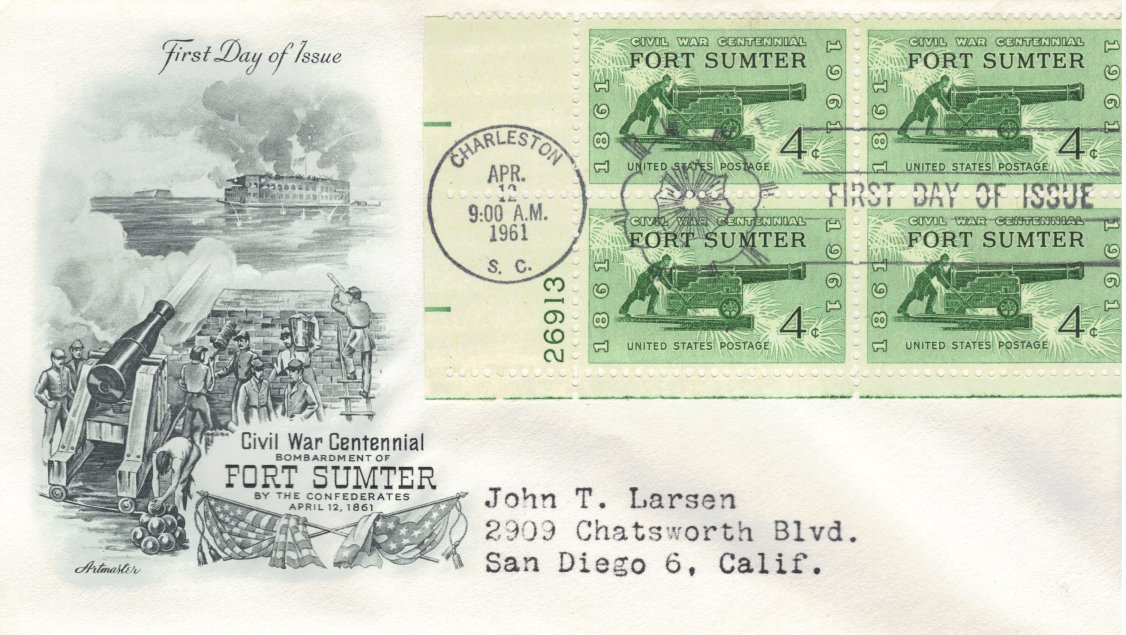 First Day of Issue
CIVIL WAR CENTENNIAL
FORT SUMTER
1861
1961
4¢
UNITED STATES POSTAGE
CIVIL WAR CENTENNIAL
FORT SUMTER
1861
1961
4¢
UNITED STATES POSTAGE
CHARLESTON
APR.
12
9:00 A.M.
1961
S. C.
FIRST DAY OF ISSUE
CIVIL WAR CENTENNIAL
FORT SUMTER
1861
1961
4¢
UNITED STATES POSTAGE
CIVIL WAR CENTENNIAL
FORT SUMTER
1861
1961
4¢
UNITED STATES POSTAGE
26913
Civil War Centennial
BOMBARDMENT OF
FORT SUMTER
BY THE CONFEDERATES
APRIL 12, 1861
Artmaster
John T. Larsen
2909 Chatsworth Blvd.
San Diego 6, Calif.